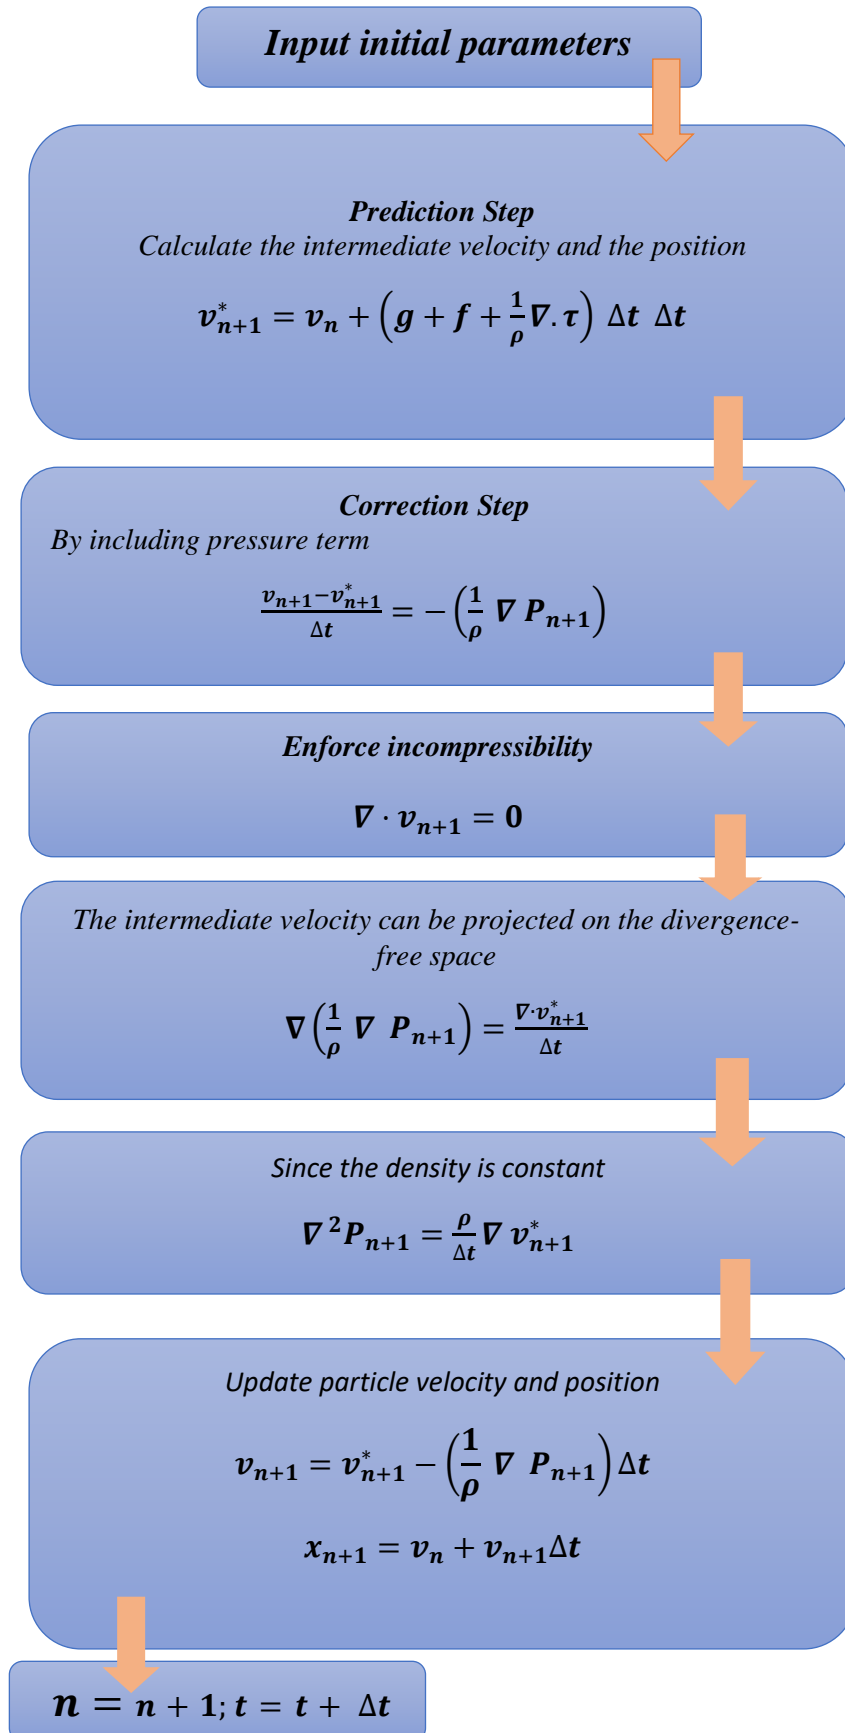 Input initial parameters
Prediction Step
Calculate the intermediate velocity and the position
v*ₙ₊₁ = vₙ + (g + f + 1/ρ ∇. τ) Δt Δt
Correction Step
By including pressure term
(vₙ₊₁−v*ₙ₊₁)/Δt = −(1/ρ ∇ Pₙ₊₁)
Enforce incompressibility
∇ · vₙ₊₁ = 0
The intermediate velocity can be projected on the divergence-
free space
∇(1/ρ ∇ Pₙ₊₁) = ∇·v*ₙ₊₁/Δt
Since the density is constant
∇ ²Pₙ₊₁ = ρ/Δt ∇ v*ₙ₊₁
Update particle velocity and position
vₙ₊₁ = v*ₙ₊₁ − (1/ρ ∇ Pₙ₊₁) Δt
xₙ₊₁ = vₙ + vₙ₊₁Δt
n = n + 1; t = t + Δt